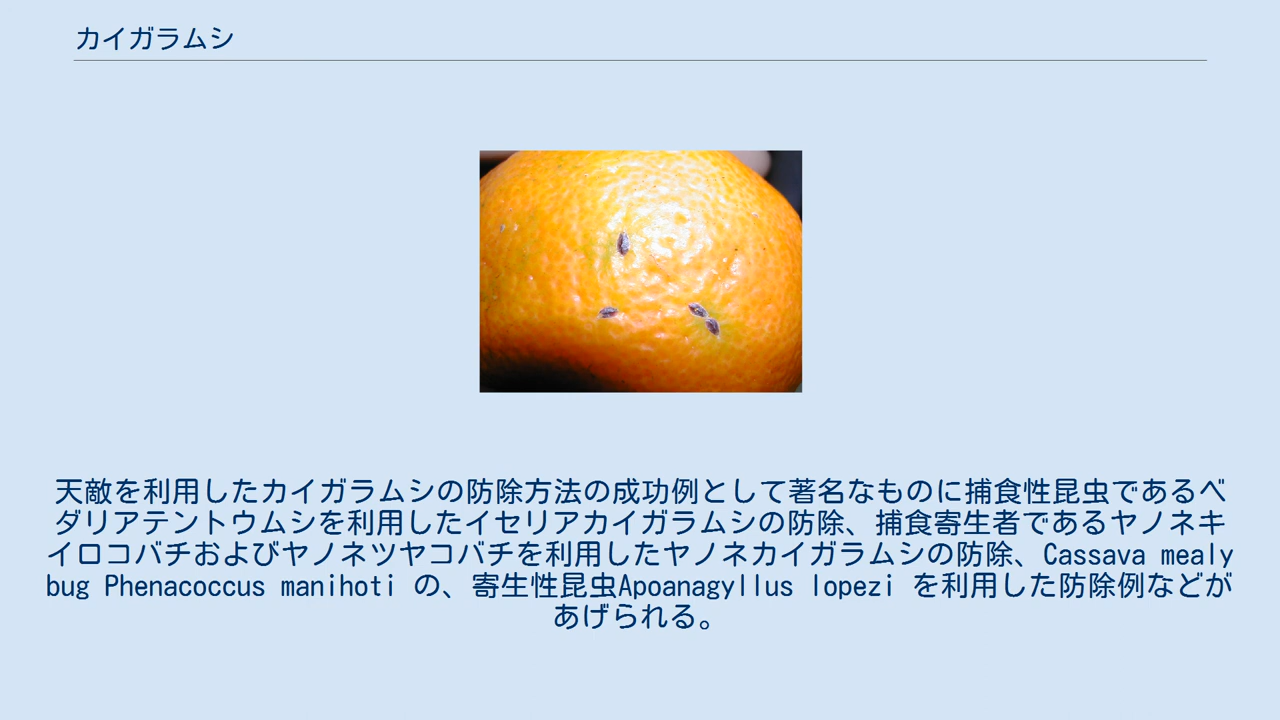 カイガラムシ
天敵を利用したカイガラムシの防除方法の成功例として著名なものに捕食性昆虫であるベ
ダリアテントウムシを利用したイセリアカイガラムシの防除、捕食寄生者であるヤノネキ
イロコバチおよびヤノネツヤコバチを利用したヤノネカイガラムシの防除、Cassava mealy
bug Phenacoccus manihoti の、寄生性昆虫Apoanagyllus lopezi を利用した防除例などが
あげられる。